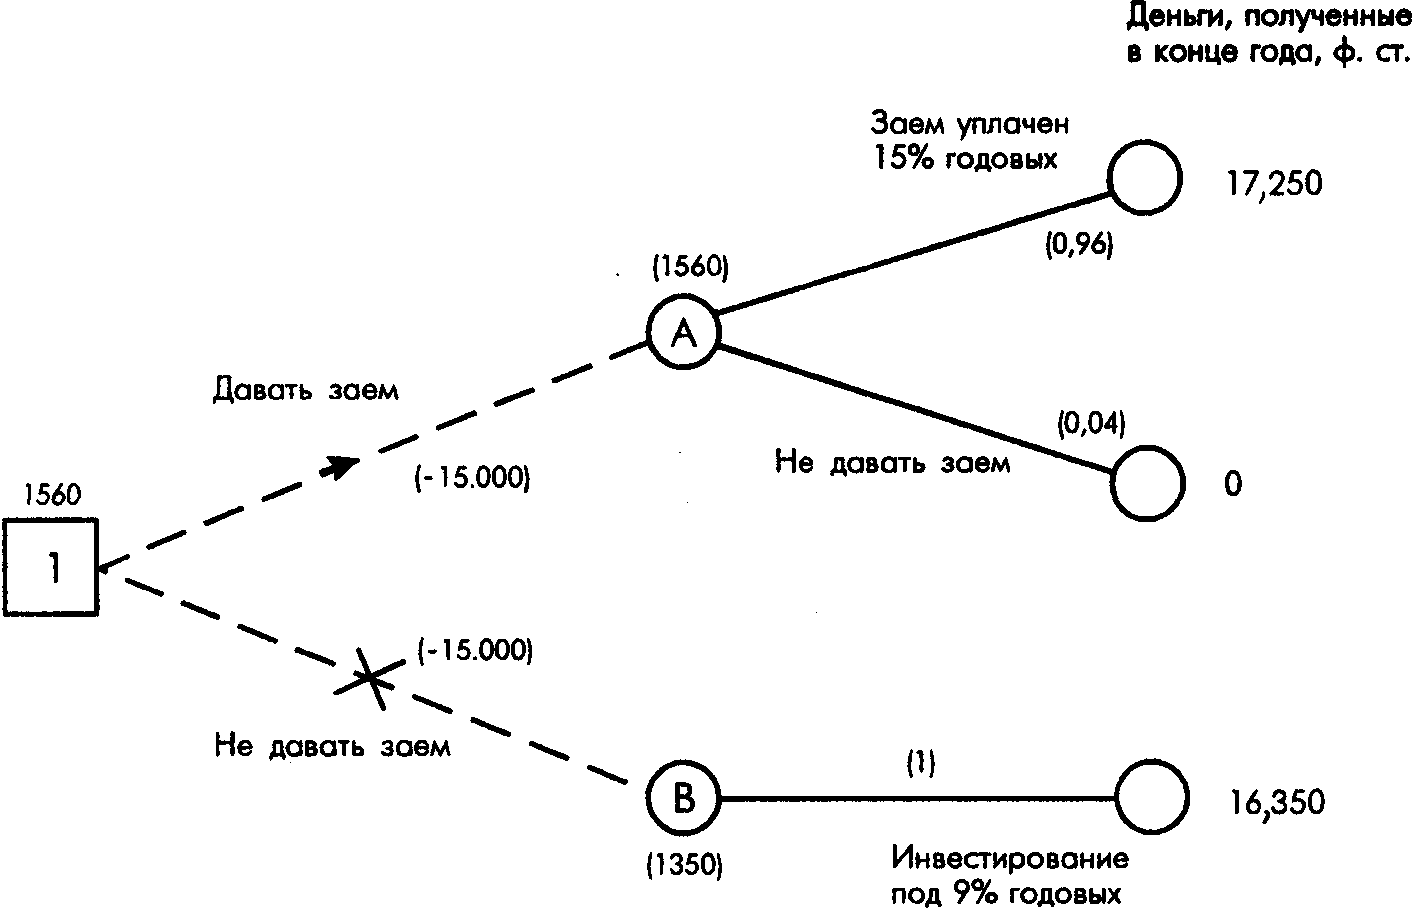 Деньги, полученные
в конце года, ф. ст.
Заем уплачен
15% годовых
17,250
(0,96)
(1560)
А
Давать заем
(0,04)
Не давать заем
(-15.000)
0
1560
1
(-15.000)
Не давать заем
(1)
В
16,350
(1350)
Инвестирование
под 9% годовых